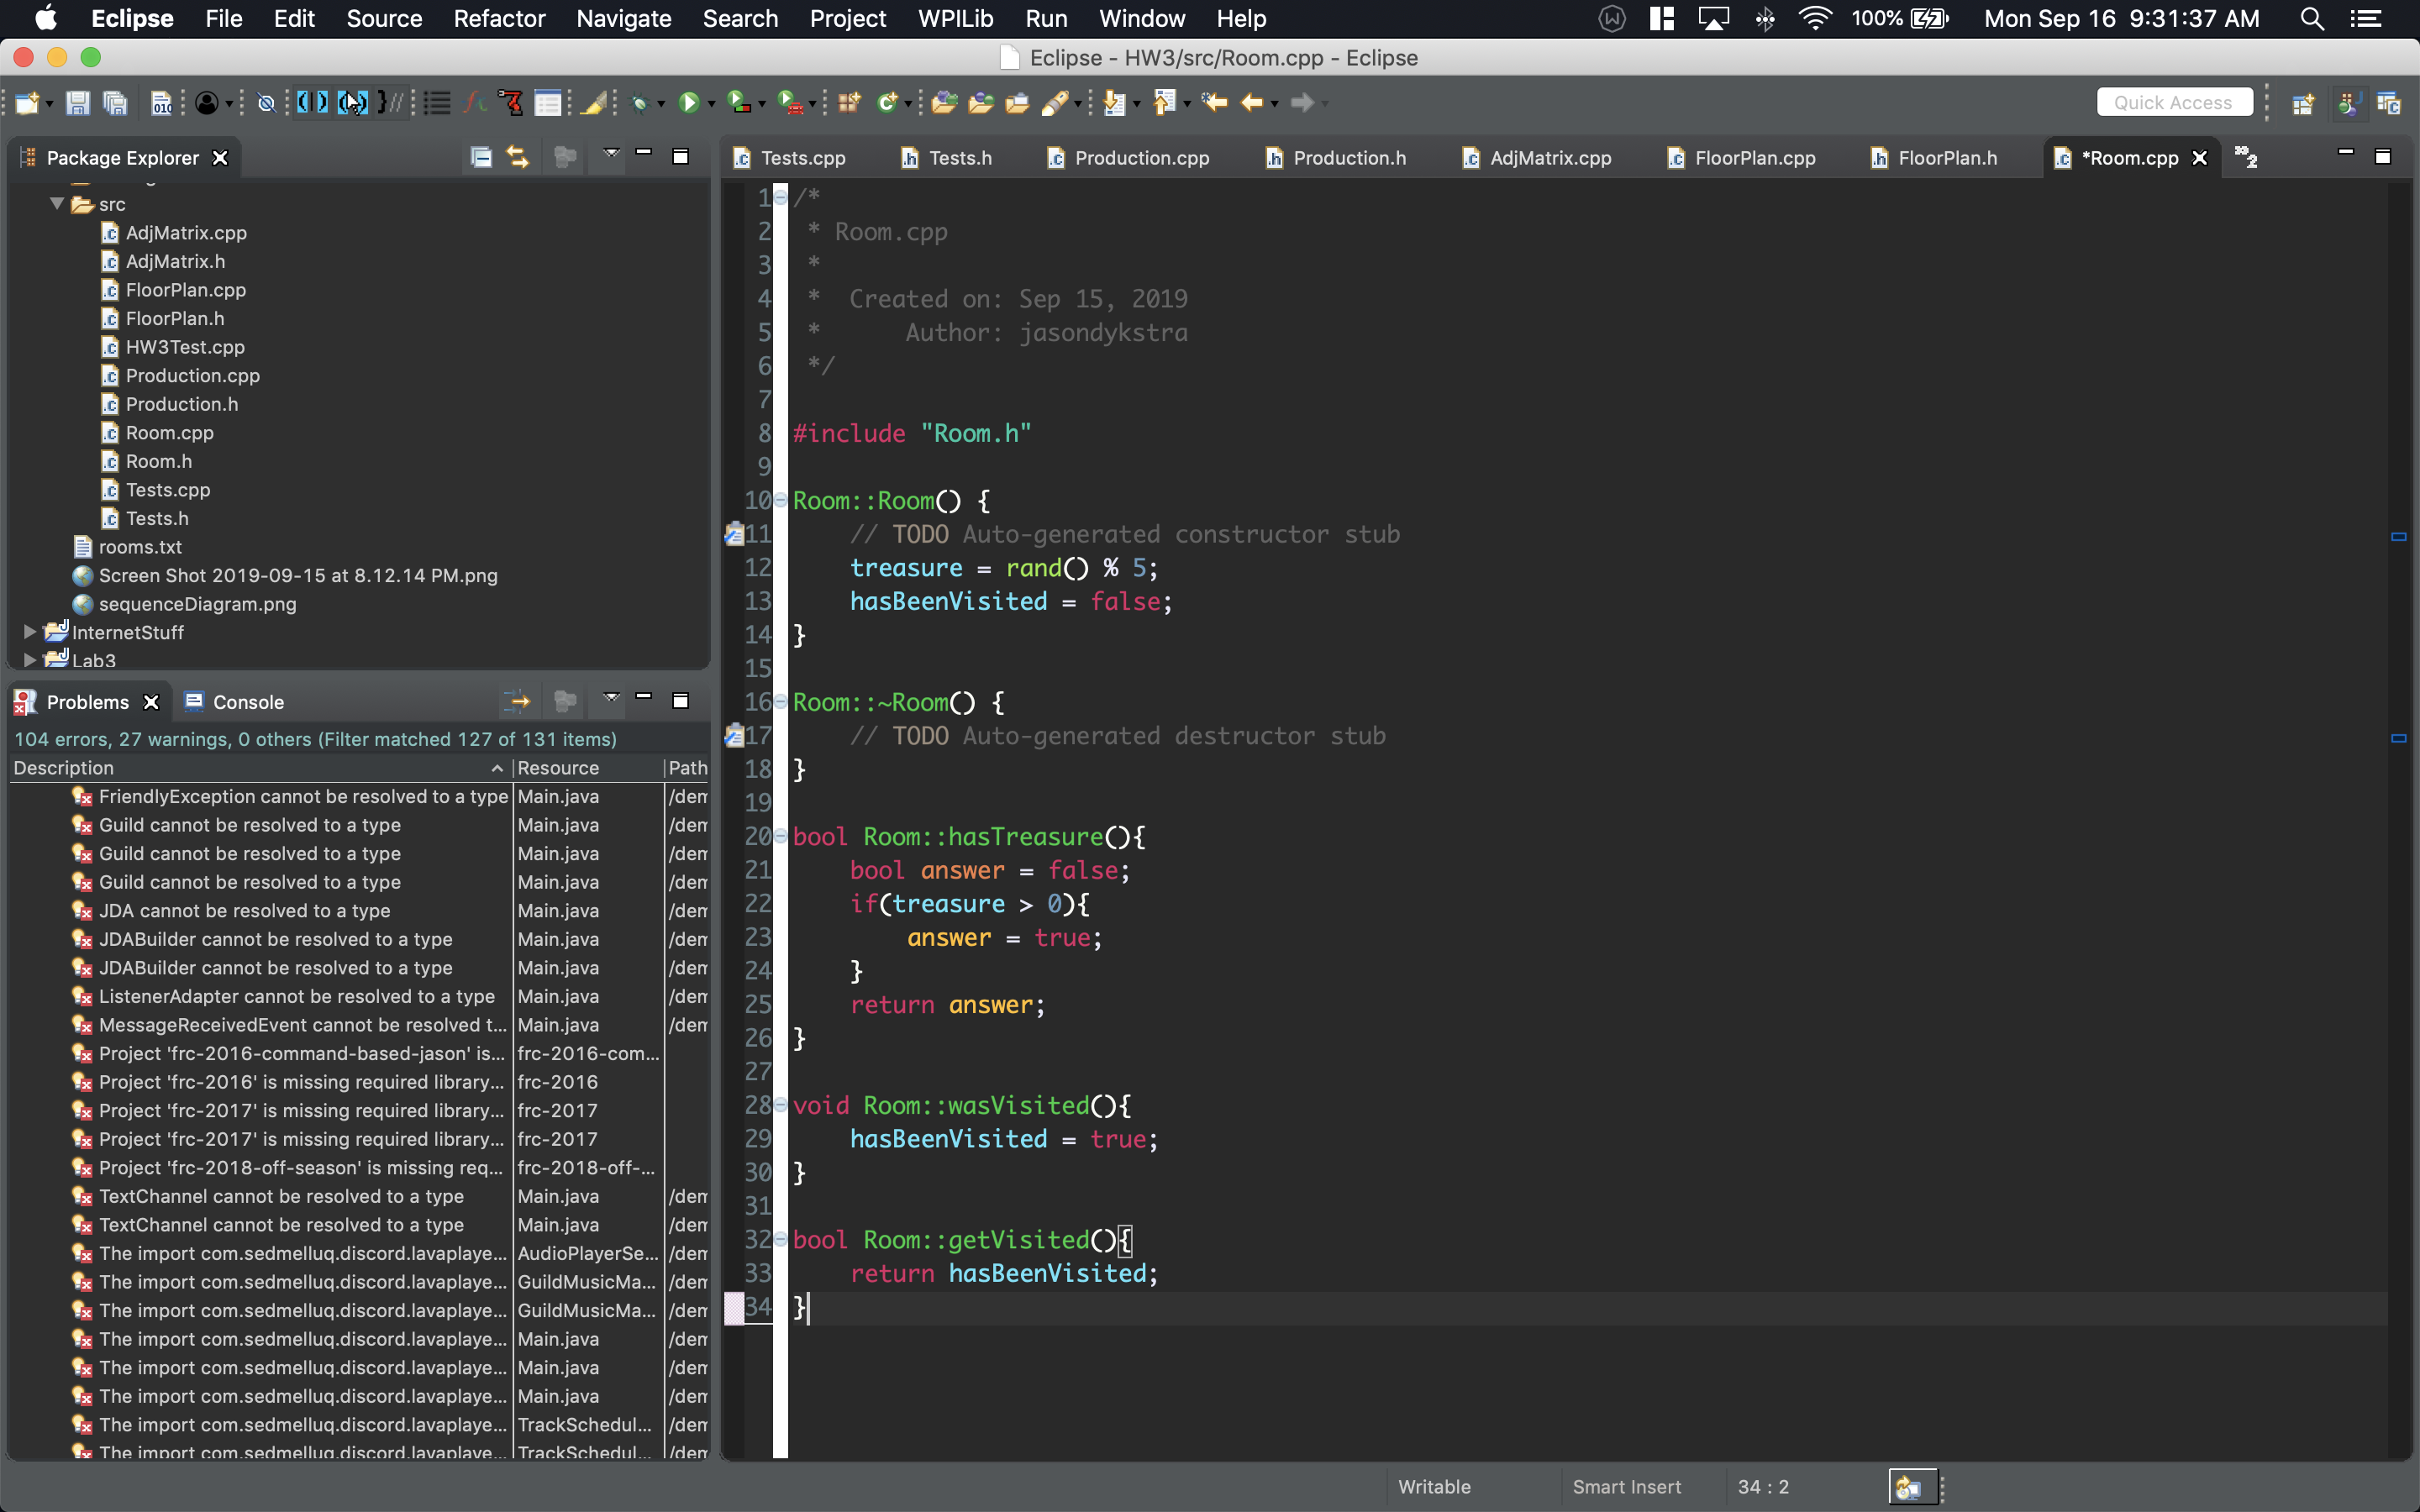 Eclipse File Edit Source Refactor Navigate Search Project WPILib Run Window Help 100% Mon Sep 16 9:31:37 AM
Eclipse - HW3/src/Room.cpp - Eclipse
Quick Access
Package Explorer
src
AdjMatrix.cpp
AdjMatrix.h
FloorPlan.cpp
FloorPlan.h
HW3Test.cpp
Production.cpp
Production.h
Room.cpp
Room.h
Tests.cpp
Tests.h
rooms.txt
Screen Shot 2019-09-15 at 8.12.14 PM.png
sequenceDiagram.png
InternetStuff
Lab3
Problems Console
104 errors, 27 warnings, 0 others (Filter matched 127 of 131 items)
Description Resource Path
FriendlyException cannot be resolved to a type Main.java /dem
Guild cannot be resolved to a type Main.java /dem
Guild cannot be resolved to a type Main.java /dem
Guild cannot be resolved to a type Main.java /dem
JDA cannot be resolved to a type Main.java /dem
JDABuilder cannot be resolved to a type Main.java /dem
JDABuilder cannot be resolved to a type Main.java /dem
ListenerAdapter cannot be resolved to a type Main.java /dem
MessageReceivedEvent cannot be resolved t... Main.java /dem
Project 'frc-2016-command-based-jason' is... frc-2016-com...
Project 'frc-2016' is missing required library... frc-2016
Project 'frc-2017' is missing required library... frc-2017
Project 'frc-2017' is missing required library... frc-2017
Project 'frc-2018-off-season' is missing req... frc-2018-off-...
TextChannel cannot be resolved to a type Main.java /dem
TextChannel cannot be resolved to a type Main.java /dem
The import com.sedmelluq.discord.lavaplaye... AudioPlayerSe... /dem
The import com.sedmelluq.discord.lavaplaye... GuildMusicMa... /dem
The import com.sedmelluq.discord.lavaplaye... GuildMusicMa... /dem
The import com.sedmelluq.discord.lavaplaye... Main.java /dem
The import com.sedmelluq.discord.lavaplaye... Main.java /dem
The import com.sedmelluq.discord.lavaplaye... Main.java /dem
The import com.sedmelluq.discord.lavaplaye... TrackSchedul... /dem
The import com.sedmelluq.discord.lavaplaye... TrackSchedul... /dem
Tests.cpp Tests.h Production.cpp Production.h AdjMatrix.cpp FloorPlan.cpp FloorPlan.h *Room.cpp »2
1 /*
2 * Room.cpp
3 *
4 * Created on: Sep 15, 2019
5 * Author: jasondykstra
6 */
7
8 #include "Room.h"
9
10 Room::Room() {
11 // TODO Auto-generated constructor stub
12 treasure = rand() % 5;
13 hasBeenVisited = false;
14 }
15
16 Room::~Room() {
17 // TODO Auto-generated destructor stub
18 }
19
20 bool Room::hasTreasure(){
21 bool answer = false;
22 if(treasure > 0){
23 answer = true;
24 }
25 return answer;
26 }
27
28 void Room::wasVisited(){
29 hasBeenVisited = true;
30 }
31
32 bool Room::getVisited(){
33 return hasBeenVisited;
34 }
Writable Smart Insert 34 : 2